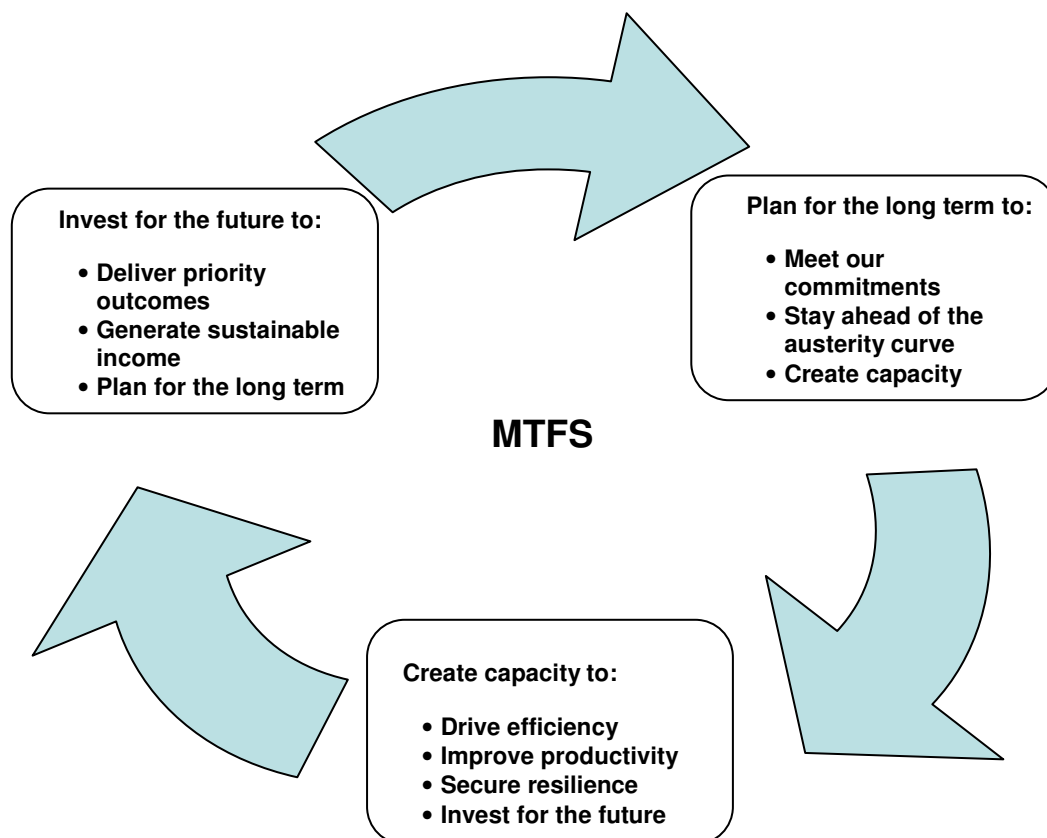 Invest for the future to:
• Deliver priority
outcomes
• Generate sustainable
income
• Plan for the long term
Plan for the long term to:
• Meet our
commitments
• Stay ahead of the
austerity curve
• Create capacity
MTFS
Create capacity to:
• Drive efficiency
• Improve productivity
• Secure resilience
• Invest for the future